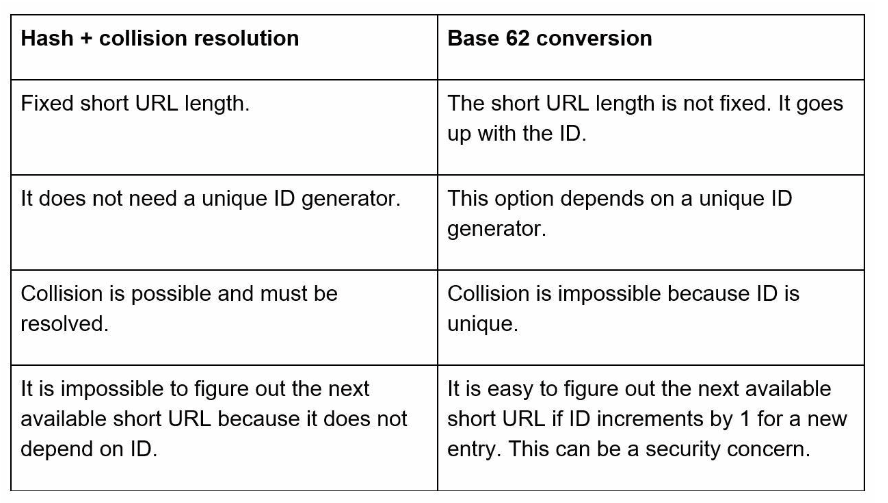 Hash + collision resolution
Base 62 conversion
Fixed short URL length.
The short URL length is not fixed. It goes
up with the ID.
It does not need a unique ID generator.
This option depends on a unique ID
generator.
Collision is possible and must be
resolved.
Collision is impossible because ID is
unique.
It is impossible to figure out the next
available short URL because it does not
depend on ID.
It is easy to figure out the next available
short URL if ID increments by 1 for a new
entry. This can be a security concern.